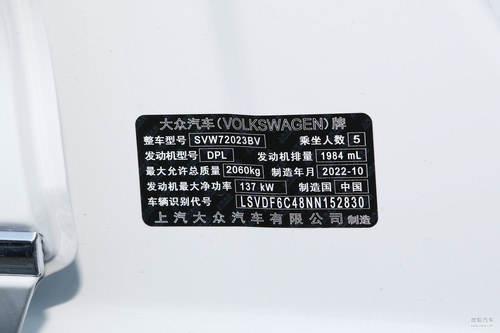 大众汽车(VOLKSWAGEN)牌
整车型号 SVW72023BV 乘坐人数 5
发动机型号 DPL 发动机排量 1984 mL
最大允许总质量 2060kg 制造年月 2022-10
发动机最大净功率 137 kW 制造国 中国
车辆识别代号 LSVDF6C48NN152830
上汽大众汽车有限公司 制造